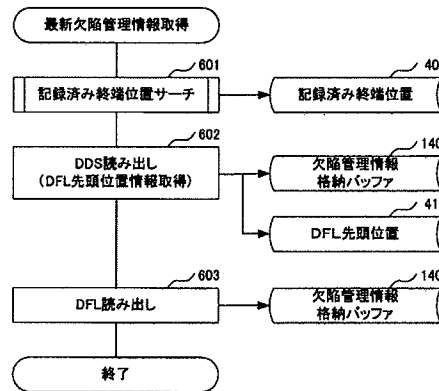 最新欠陥管理情報取得
601
記録済み終端位置サーチ
40
記録済み終端位置
602
DDS読み出し
(DFL先頭位置情報取得)
140
欠陥管理情報
格納バッファ
41
DFL先頭位置
603
DFL読み出し
140
欠陥管理情報
格納バッファ
終了